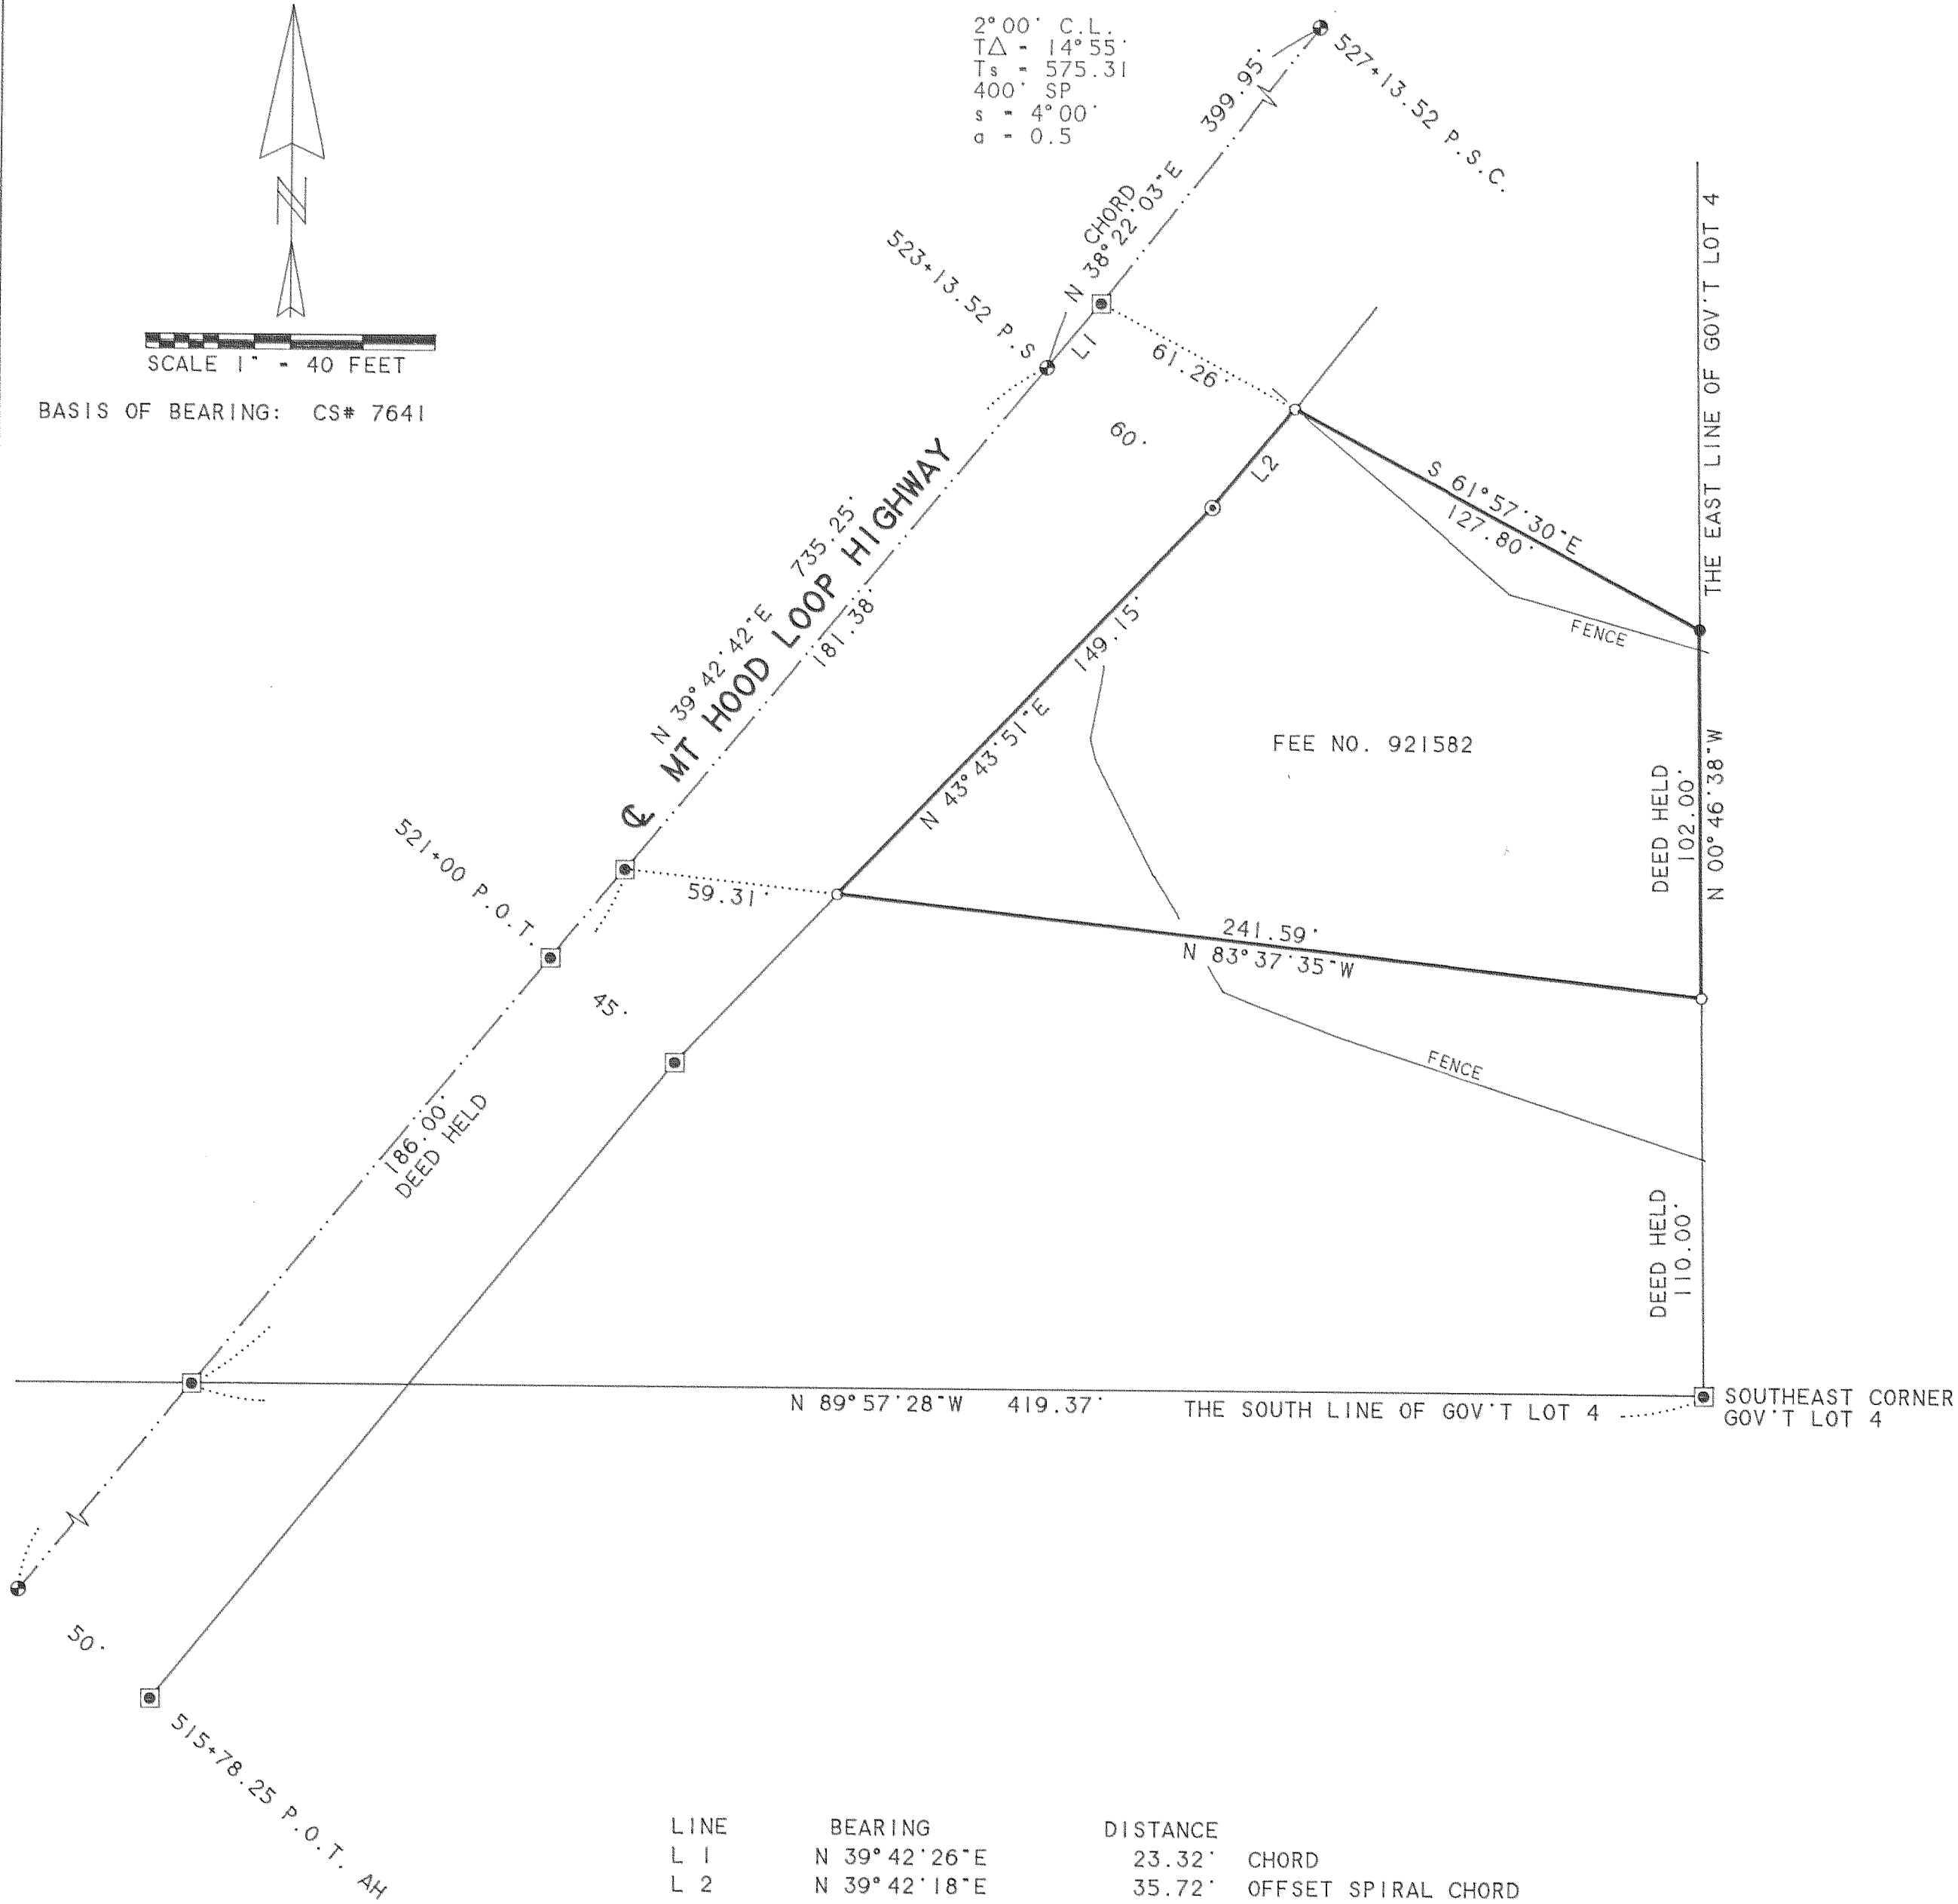 2°00' C.L.
T△ = 14°55'
Ts = 575.31
400' SP
s = 4°00'
a = 0.5
527+13.52 P.S.C.
399.95'
CHORD
N 38°22'03"E
N
SCALE 1" = 40 FEET
BASIS OF BEARING: CS# 7641
523+13.52 P.S
L1
61.26'
60'
L2
S 61°57'30"E
127.80'
FENCE
THE EAST LINE OF GOV'T LOT 4
N 39°42'42"E 735.25'
℄ MT HOOD LOOP HIGHWAY
181.38'
149.15'
N 43°43'51"E
FEE NO. 921582
DEED HELD
102.00'
N 00°46'38"W
521+00 P.O.T.
59.31'
241.59'
N 83°37'35"W
45'
FENCE
186.00'
DEED HELD
DEED HELD
110.00'
N 89°57'28"W 419.37'
THE SOUTH LINE OF GOV'T LOT 4
SOUTHEAST CORNER
GOV'T LOT 4
50'
515+78.25 P.O.T. AH
LINE BEARING DISTANCE
L 1 N 39°42'26"E 23.32' CHORD
L 2 N 39°42'18"E 35.72' OFFSET SPIRAL CHORD